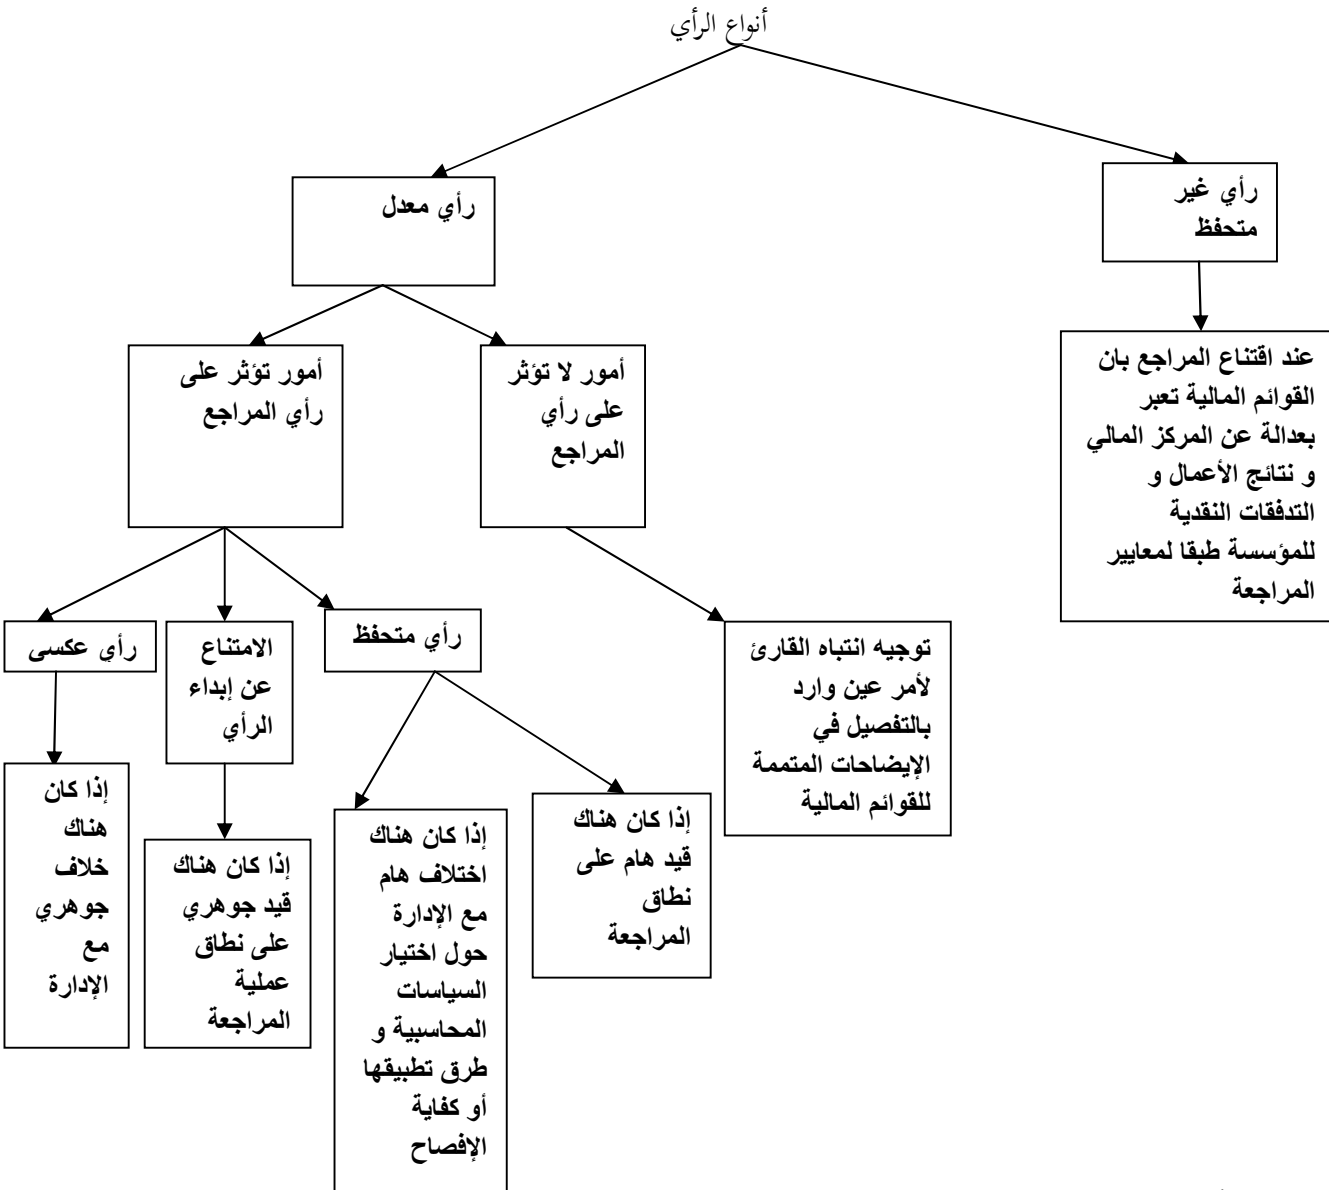 أنواع الرأي
رأي غير
متحفظ
رأي معدل
عند اقتناع المراجع بان
القوائم المالية تعبر
بعدالة عن المركز المالي
و نتائج الأعمال و
التدفقات النقدية
للمؤسسة طبقا لمعايير
المراجعة
أمور لا تؤثر
على رأي
المراجع
أمور تؤثر على
رأي المراجع
توجيه انتباه القارئ
لأمر عين وارد
بالتفصيل في
الإيضاحات المتممة
للقوائم المالية
رأي متحفظ
الامتناع
عن إبداء
الرأي
رأي عكسى
إذا كان هناك
قيد هام على
نطاق
المراجعة
إذا كان هناك
اختلاف هام
مع الإدارة
حول اختيار
السياسات
المحاسبية و
طرق تطبيقها
أو كفاية
الإفصاح
إذا كان هناك
قيد جوهري
على نطاق
عملية
المراجعة
إذا كان
هناك
خلاف
جوهري
مع
الإدارة